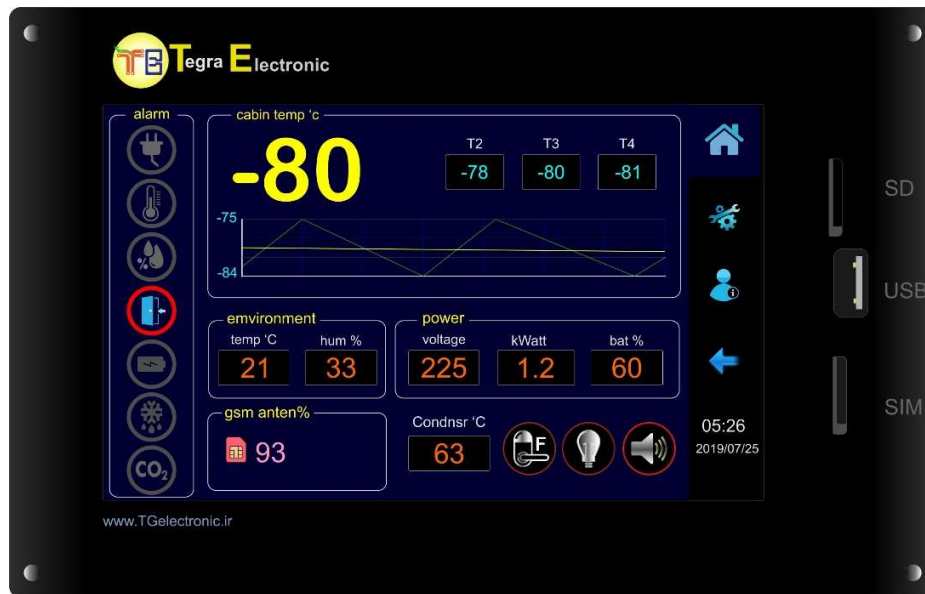 TE Tegra Electronic
alarm
cabin temp 'c
-80
T2 T3 T4
-78 -80 -81
-75
-84
emvironment
temp 'C hum %
21 33
power
voltage kWatt bat %
225 1.2 60
gsm anten%
93
Condnsr 'C
63
F
%
CO2
05:26
2019/07/25
SD
USB
SIM
www.TGelectronic.ir